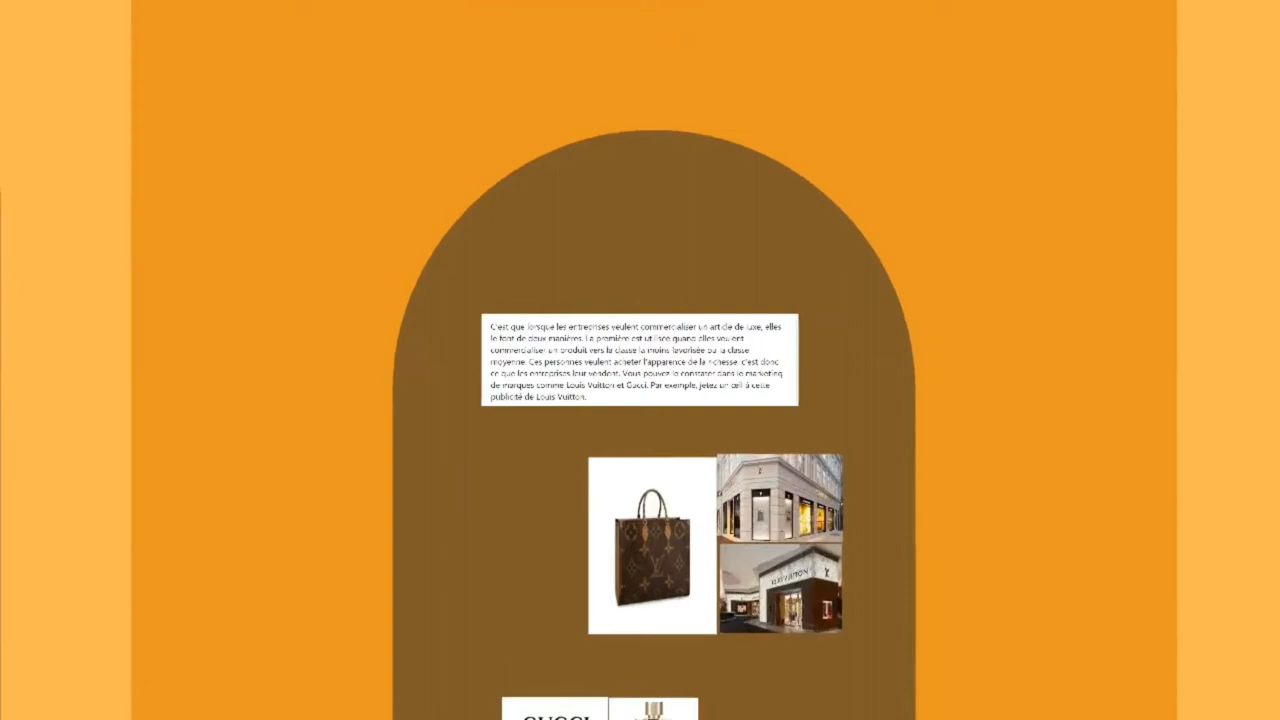 C'est que lorsque les entreprises veulent commercialiser un article de luxe, elles
le font de deux manières. La première est utilisée quand elles veulent
commercialiser un produit vers la classe la moins favorisée ou la classe
moyenne. Ces personnes veulent acheter l'apparence de la richesse, c'est donc
ce que les entreprises leur vendent. Vous pouvez le constater dans le marketing
de marques comme Louis Vuitton et Gucci. Par exemple, jetez un œil à cette
publicité de Louis Vuitton.
LOUIS VUITTON
GUCCI